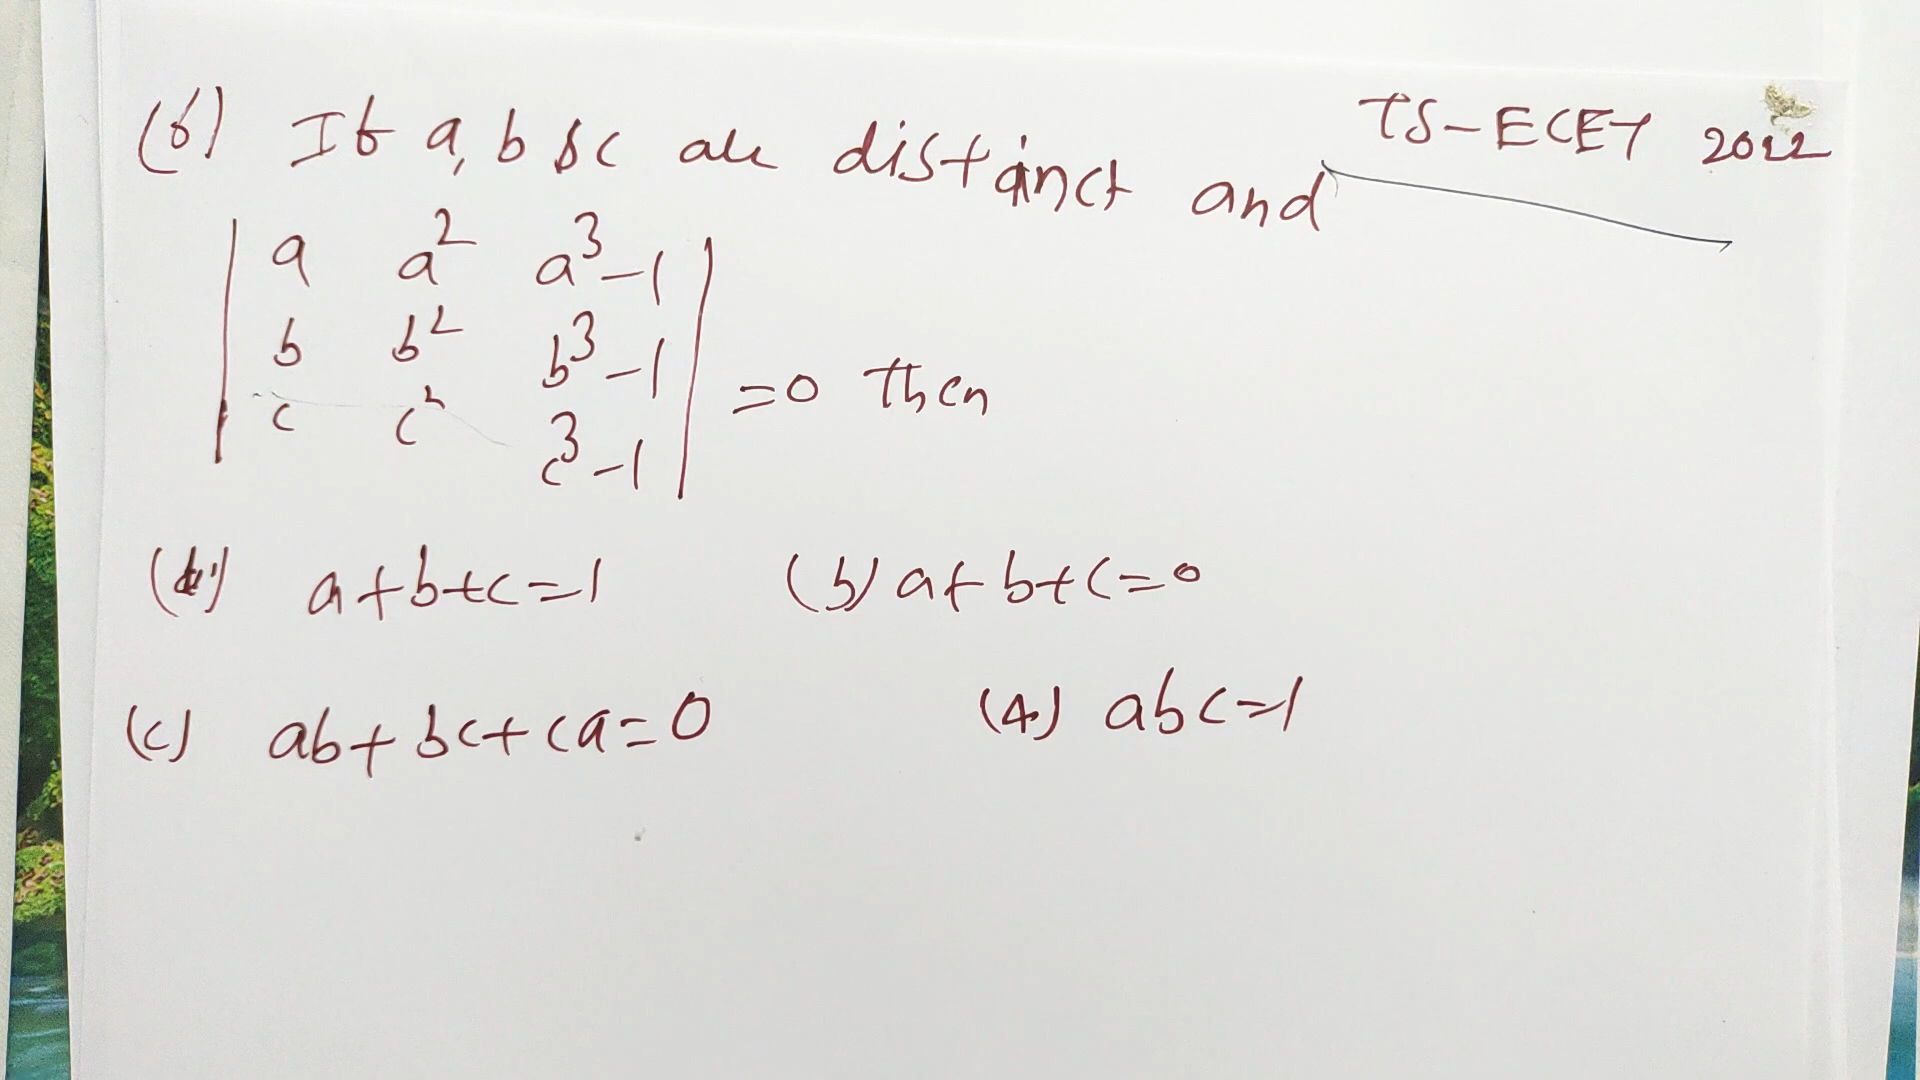 (6) If a, b & c are distinct and
TS-ECET 2022
| a a² a³-1 |
| b b² b³-1 | =0 then
| c c² c³-1 |
a+b+c=1 (b) a+b+c=0
(c) ab+bc+ca=0 (4) abc=1